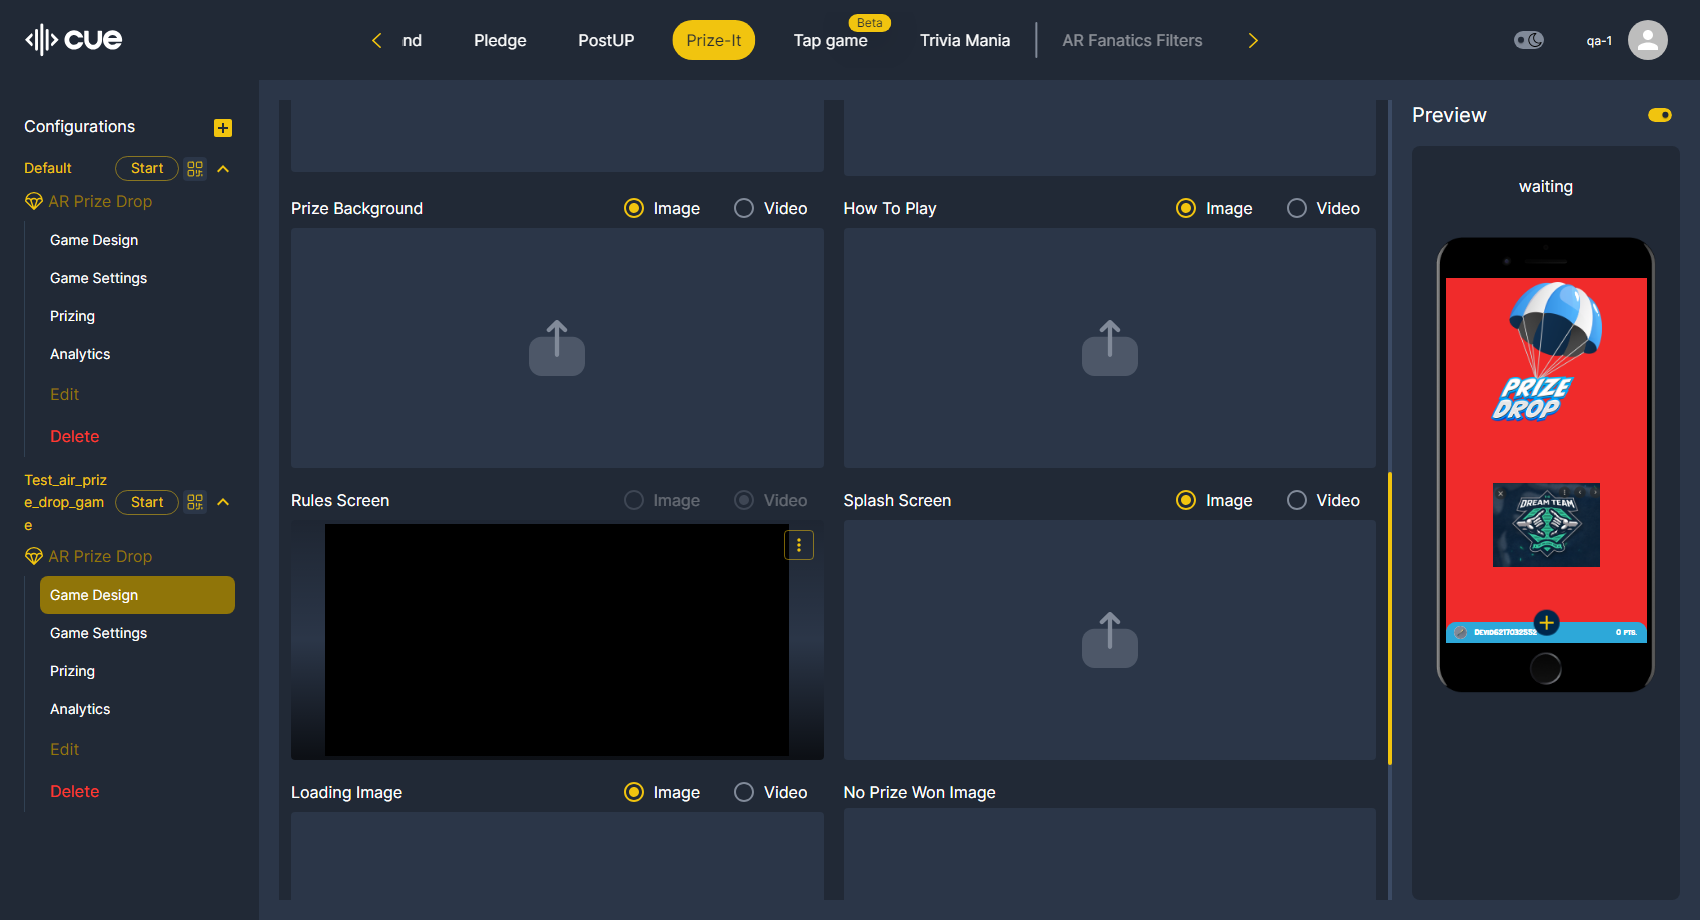 cue
nd
Pledge
PostUP
Prize-It
Beta
Tap game
Trivia Mania
AR Fanatics Filters
qa-1
Configurations
Default
Start
AR Prize Drop
Game Design
Game Settings
Prizing
Analytics
Edit
Delete
Test_air_priz
e_drop_gam
e
Start
AR Prize Drop
Game Design
Game Settings
Prizing
Analytics
Edit
Delete
Prize Background
Image
Video
How To Play
Image
Video
Rules Screen
Image
Video
Splash Screen
Image
Video
Loading Image
Image
Video
No Prize Won Image
Preview
waiting
PRIZE
DROP
DREAM TEAM
0 PTS.